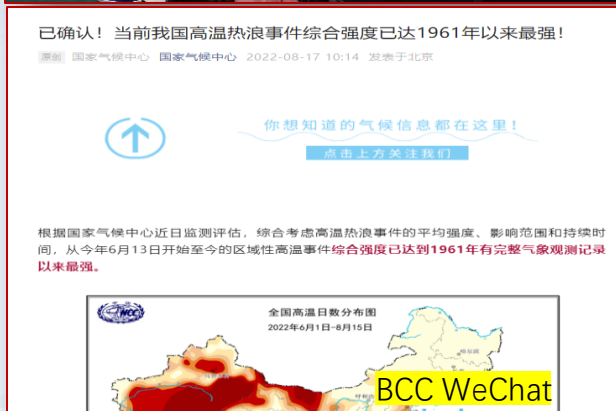 已确认！当前我国高温热浪事件综合强度已达1961年以来最强！
原创 国家气候中心 国家气候中心 2022-08-17 10:14 发表于北京
你想知道的气候信息都在这里！
点击上方关注我们
根据国家气候中心近日监测评估，综合考虑高温热浪事件的平均强度、影响范围和持续时
间，从今年6月13日开始至今的区域性高温事件综合强度已达到1961年有完整气象观测记录
以来最强。
NCC
全国高温日数分布图
2022年6月1日-8月15日
哈尔滨
BCC WeChat